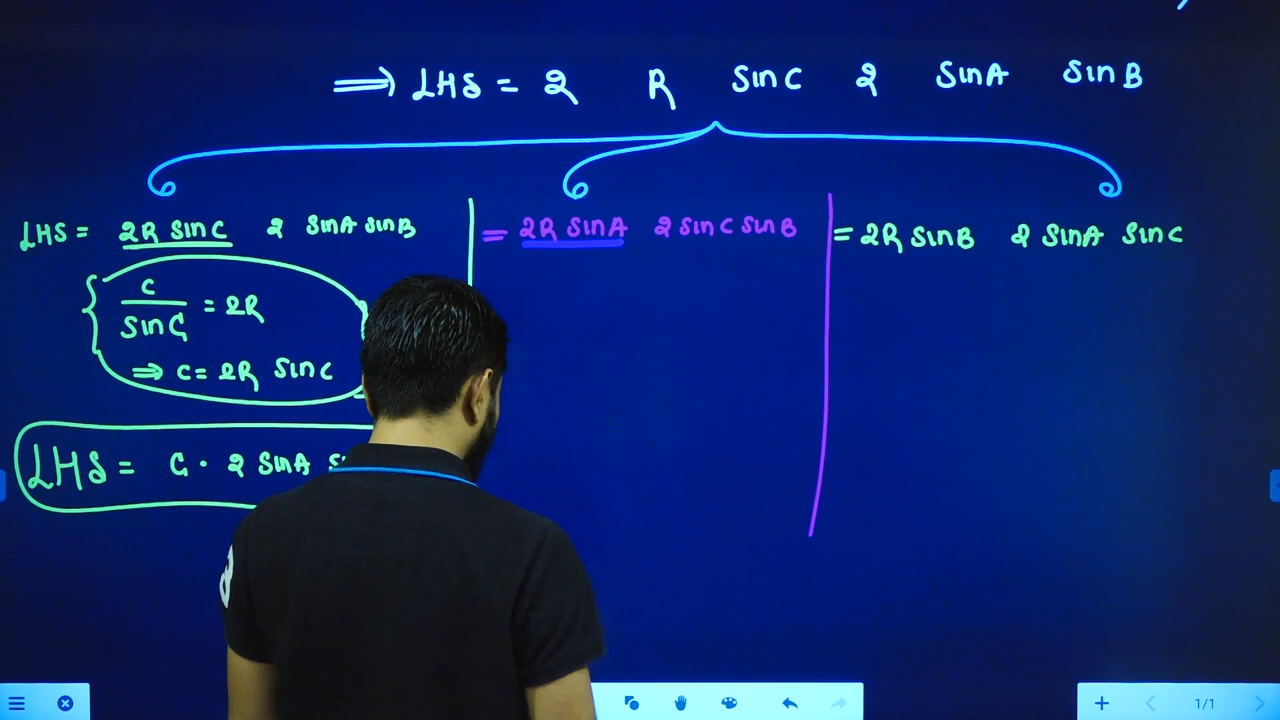 ⟹ LHS = 2 R SinC 2 SinA SinB
LHS = 2R SinC 2 SinA SinB
= 2R SinA 2 SinC SinB
= 2R SinB 2 SinA SinC
C/SinC = 2R
⇒ C = 2R SinC
LHS = C · 2 SinA
1/1